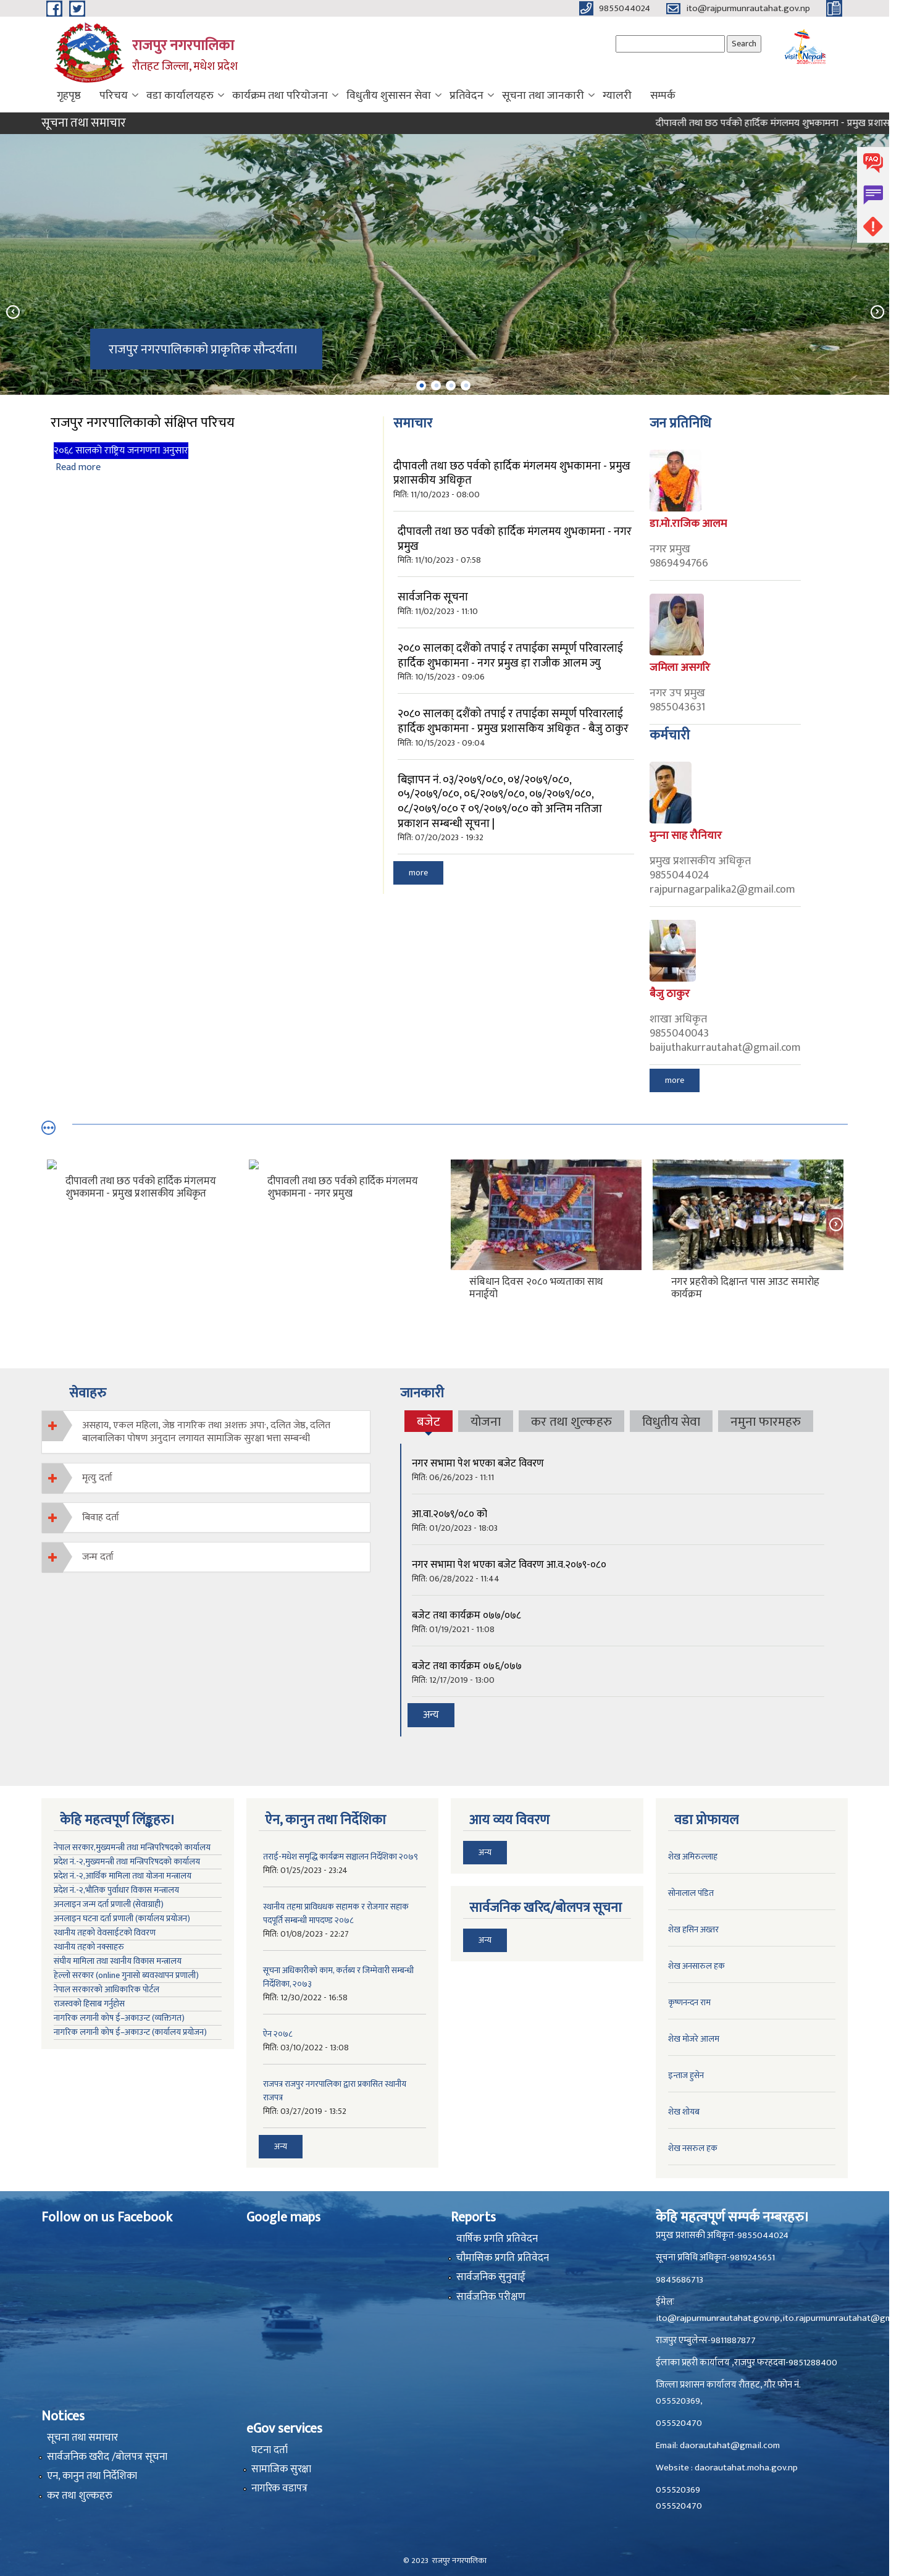 9855044024
ito@rajpurmunrautahat.gov.np
राजपुर नगरपालिका
रौतहट जिल्ला, मधेश प्रदेश
Search
गृहपृष्ठ
परिचय
वडा कार्यालयहरु
कार्यक्रम तथा परियोजना
विधुतीय शुसासन सेवा
प्रतिवेदन
सूचना तथा जानकारी
ग्यालरी
सम्पर्क
सूचना तथा समाचार
दीपावली तथा छठ पर्वको हार्दिक मंगलमय शुभकामना - प्रमुख प्रशास
FAQ
राजपुर नगरपालिकाको प्राकृतिक सौन्दर्यता।
राजपुर नगरपालिकाको संक्षिप्त परिचय
२०६८ सालको राष्ट्रिय जनगणना अनुसार
Read more
समाचार
दीपावली तथा छठ पर्वको हार्दिक मंगलमय शुभकामना - प्रमुख
प्रशासकीय अधिकृत
मिति: 11/10/2023 - 08:00
दीपावली तथा छठ पर्वको हार्दिक मंगलमय शुभकामना - नगर
प्रमुख
मिति: 11/10/2023 - 07:58
सार्वजनिक सूचना
मिति: 11/02/2023 - 11:10
२०८० सालका् दशैंको तपाई र तपाईका सम्पूर्ण परिवारलाई
हार्दिक शुभकामना - नगर प्रमुख ड़ा राजीक आलम ज्यु
मिति: 10/15/2023 - 09:06
२०८० सालका् दशैंको तपाई र तपाईका सम्पूर्ण परिवारलाई
हार्दिक शुभकामना - प्रमुख प्रशासकिय अधिकृत - बैजु ठाकुर
मिति: 10/15/2023 - 09:04
बिज्ञापन नं. ०३/२०७९/०८०, ०४/२०७९/०८०,
०५/२०७९/०८०, ०६/२०७९/०८०, ०७/२०७९/०८०,
०८/२०७९/०८० र ०९/२०७९/०८० को अन्तिम नतिजा
प्रकाशन सम्बन्धी सूचना |
मिति: 07/20/2023 - 19:32
more
जन प्रतिनिधि
डा.मो.राजिक आलम
नगर प्रमुख
9869494766
जमिला असगरि
नगर उप प्रमुख
9855043631
कर्मचारी
मुन्ना साह रौनियार
प्रमुख प्रशासकीय अधिकृत
9855044024
rajpurnagarpalika2@gmail.com
बैजु ठाकुर
शाखा अधिकृत
9855040043
baijuthakurrautahat@gmail.com
more
दीपावली तथा छठ पर्वको हार्दिक मंगलमय
शुभकामना - प्रमुख प्रशासकीय अधिकृत
दीपावली तथा छठ पर्वको हार्दिक मंगलमय
शुभकामना - नगर प्रमुख
संबिधान दिवस २०८० भव्यताका साथ
मनाईयो
नगर प्रहरीको दिक्षान्त पास आउट समारोह
कार्यक्रम
सेवाहरु
असहाय, एकल महिला, जेष्ठ नागरिक तथा अशक्त अपा, दलित जेष्ठ, दलित
बालबालिका पोषण अनुदान लगायत सामाजिक सुरक्षा भत्ता सम्बन्धी
मृत्यु दर्ता
बिवाह दर्ता
जन्म दर्ता
जानकारी
बजेट
योजना
कर तथा शुल्कहरु
विधुतीय सेवा
नमुना फारमहरु
नगर सभामा पेश भएका बजेट विवरण
मिति: 06/26/2023 - 11:11
आ.वा.२०७९/०८० को
मिति: 01/20/2023 - 18:03
नगर सभामा पेश भएका बजेट विवरण आ.व.२०७९-०८०
मिति: 06/28/2022 - 11:44
बजेट तथा कार्यक्रम ०७७/०७८
मिति: 01/19/2021 - 11:08
बजेट तथा कार्यक्रम ०७६/०७७
मिति: 12/17/2019 - 13:00
अन्य
केहि महत्वपूर्ण लिंङ्कहरु।
नेपाल सरकार,मुख्यमन्त्री तथा मन्त्रिपरिषदको कार्यालय
प्रदेश नं.-२,मुख्यमन्त्री तथा मन्त्रिपरिषदको कार्यालय
प्रदेश नं.-२,आर्थिक मामिला तथा योजना मन्त्रालय
प्रदेश नं.-२,भौतिक पुर्वाधार विकास मन्त्रालय
अनलाइन जन्म दर्ता प्रणाली (सेवाग्राही)
अनलाइन घटना दर्ता प्रणाली (कार्यालय प्रयोजन)
स्थानीय तहको वेवसाईटको विवरण
स्थानीय तहको नक्साहरु
संघीय मामिला तथा स्थानीय विकास मन्त्रालय
हेल्लो सरकार (online गुनासो ब्यवस्थापन प्रणाली)
नेपाल सरकारको आधिकारिक पोर्टल
राजस्वको हिसाब गर्नुहोस
नागरिक लगानी कोष ई–अकाउन्ट (व्यक्तिगत)
नागरिक लगानी कोष ई–अकाउन्ट (कार्यालय प्रयोजन)
ऐन, कानुन तथा निर्देशिका
तराई-मधेश समृद्धि कार्यक्रम सञ्चालन निर्देशिका २०७९
मिति: 01/25/2023 - 23:24
स्थानीय तहमा प्राविधधक सहामक र रोजगार सहाक
पदपूर्ति सम्बन्धी मापदण्ड २०७८
मिति: 01/08/2023 - 22:27
सूचना अधिकारीको काम, कर्तब्य र जिम्मेवारी सम्बन्धी
निर्देशिका, २०७३
मिति: 12/30/2022 - 16:58
ऐन २०७८
मिति: 03/10/2022 - 13:08
राजपत्र राजपुर नगरपालिका द्वारा प्रकासित स्थानीय
राजपत्र
मिति: 03/27/2019 - 13:52
अन्य
आय व्यय विवरण
अन्य
सार्वजनिक खरिद/बोलपत्र सूचना
अन्य
वडा प्रोफायल
शेख अमिरुल्लाह
सोनालाल पंडित
शेख हसिन अख्तर
शेख अनसारुल हक
कृष्णनन्दन राम
शेख मोजरे आलम
इन्ताज हुसेन
शेख शोयब
शेख नसरुल हक
Follow on us Facebook
Google maps
Reports
वार्षिक प्रगति प्रतिवेदन
चौमासिक प्रगति प्रतिवेदन
सार्वजनिक सुनुवाई
सार्वजनिक परीक्षण
केहि महत्वपूर्ण सम्पर्क नम्बरहरु।
प्रमुख प्रशासकी अधिकृत-9855044024
सूचना प्रविधि अधिकृत-9819245651
9845686713
ईमेलः
ito@rajpurmunrautahat.gov.np,ito.rajpurmunrautahat@gm
राजपुर एम्बुलेन्स-9811887877
ईलाका प्रहरी कार्यालय ,राजपुर फरहदवा-9851288400
जिल्ला प्रशासन कार्यालय रौतहट, गौर फोन नं.
055520369,
055520470
Email: daorautahat@gmail.com
Website : daorautahat.moha.gov.np
055520369
055520470
Notices
सूचना तथा समाचार
सार्वजनिक खरीद /बोलपत्र सूचना
एन, कानुन तथा निर्देशिका
कर तथा शुल्कहरु
eGov services
घटना दर्ता
सामाजिक सुरक्षा
नागरिक वडापत्र
© 2023 राजपुर नगरपालिका